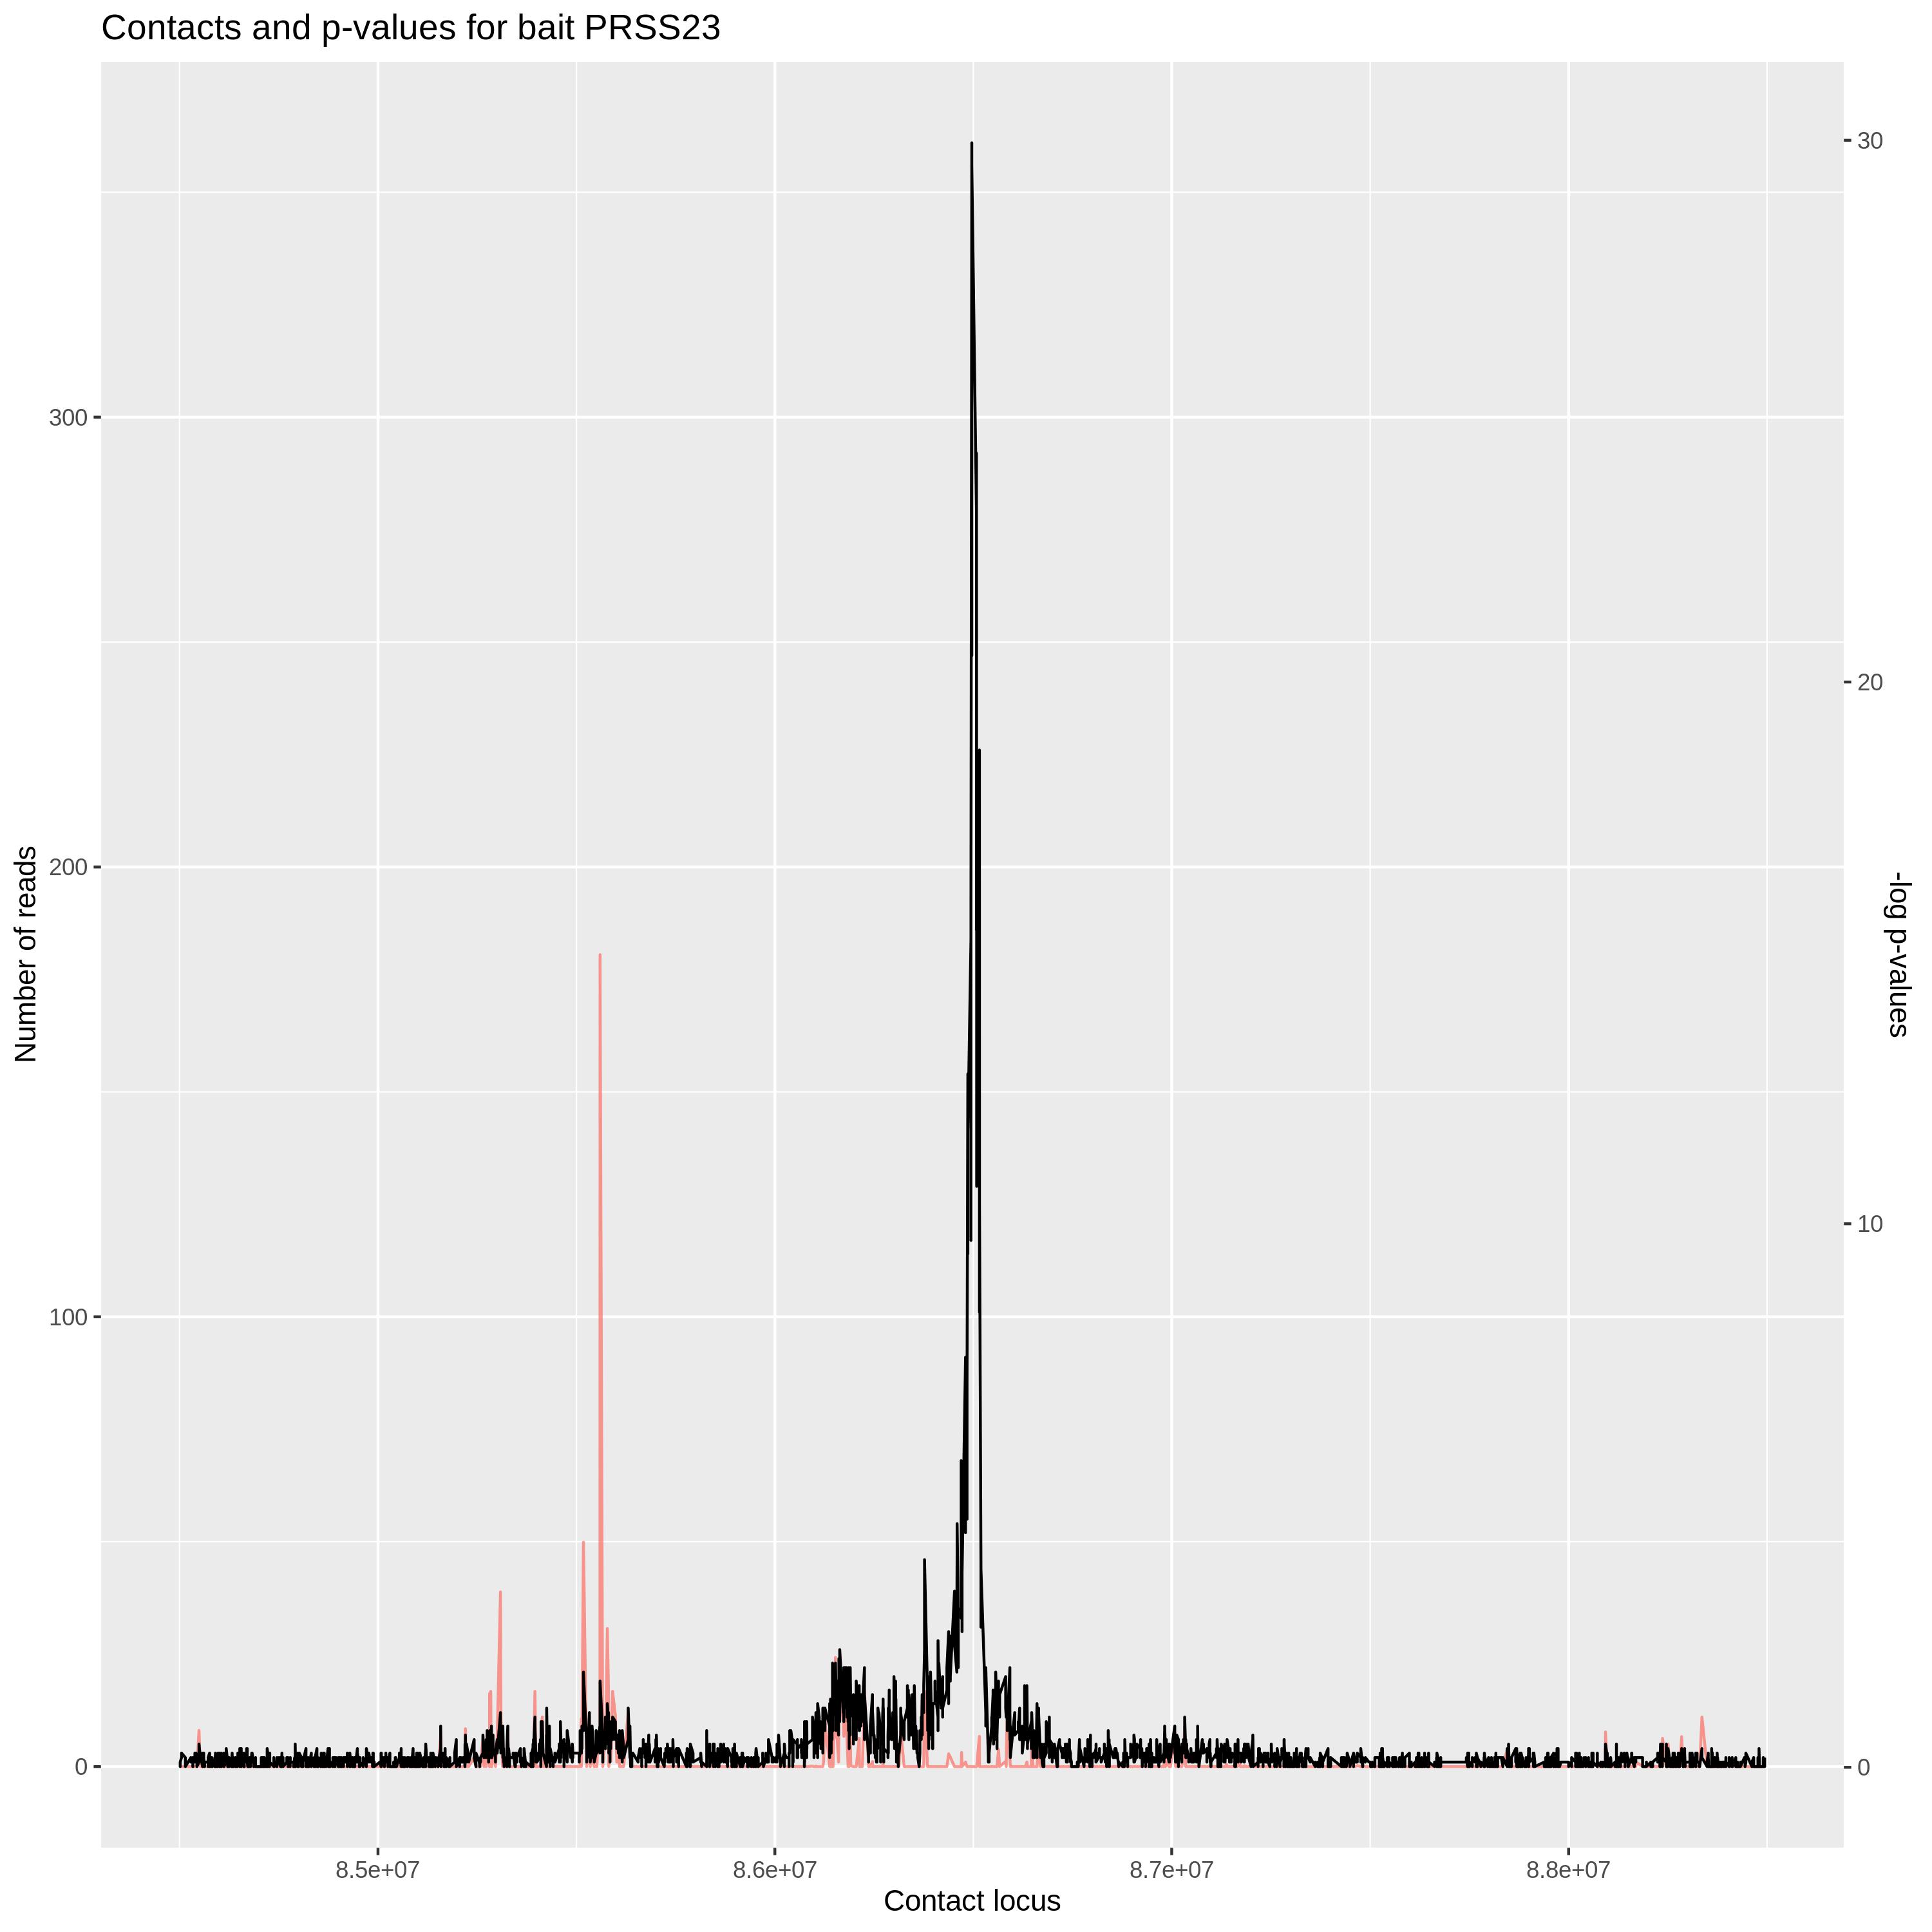 Contacts and p-values for bait PRSS23
Number of reads
300
200
100
0
30
20
10
0
-log p-values
8.5e+07
8.6e+07
8.7e+07
8.8e+07
Contact locus